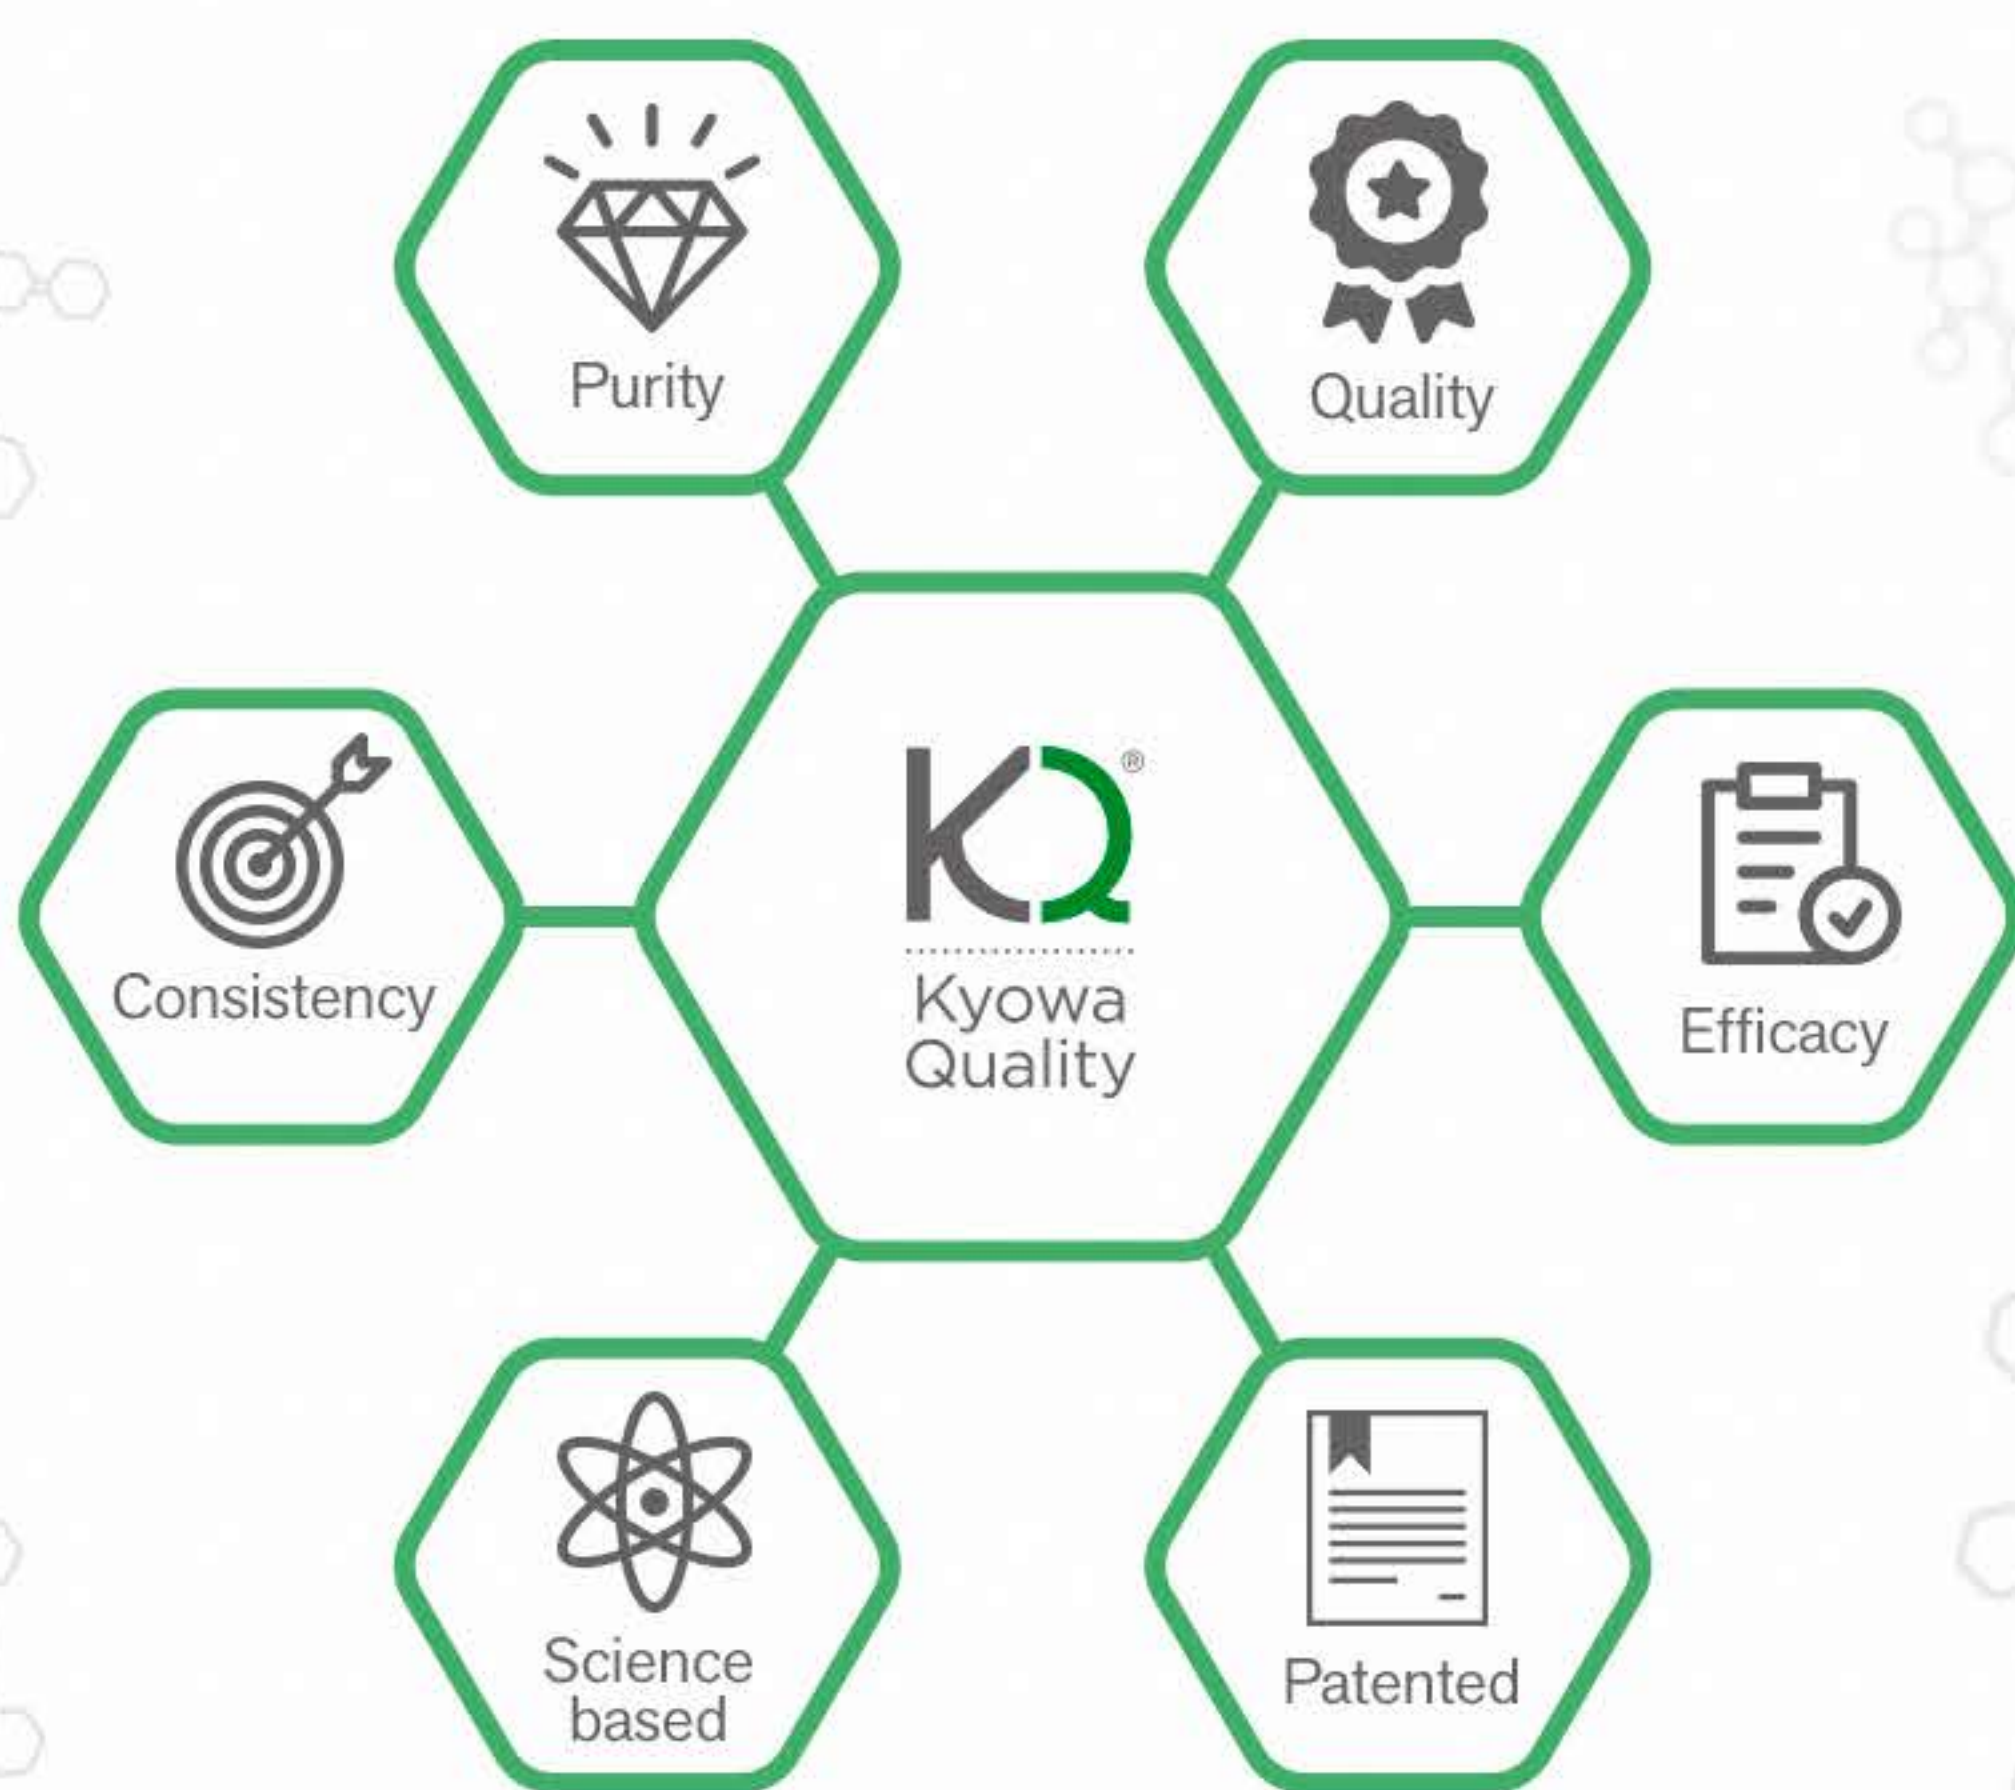 Purity
Quality
KQ®
Kyowa
Quality
Consistency
Efficacy
Science
based
Patented